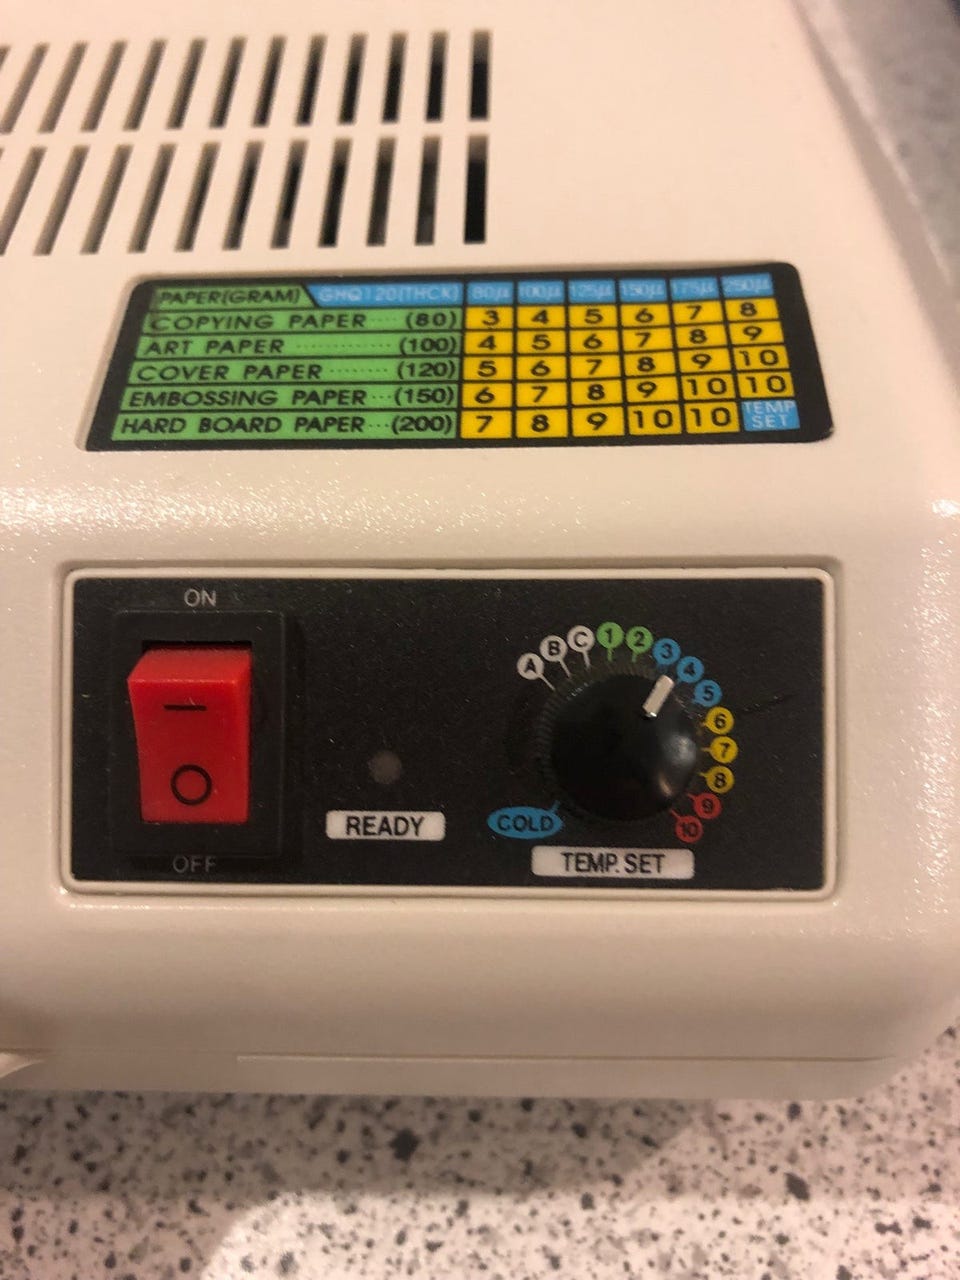 PAPER(GRAM) GHQ120(THCK) 80µ 100µ 125µ 150µ 175µ 250µ
COPYING PAPER ···· (80) 3 4 5 6 7 8
ART PAPER ············ (100) 4 5 6 7 8 9
COVER PAPER ········ (120) 5 6 7 8 9 10
EMBOSSING PAPER ··· (150) 6 7 8 9 10 10
HARD BOARD PAPER ··· (200) 7 8 9 10 10 TEMP SET
ON
OFF
READY
COLD A B C 1 2 3 4 5 6 7 8 9 10
TEMP. SET